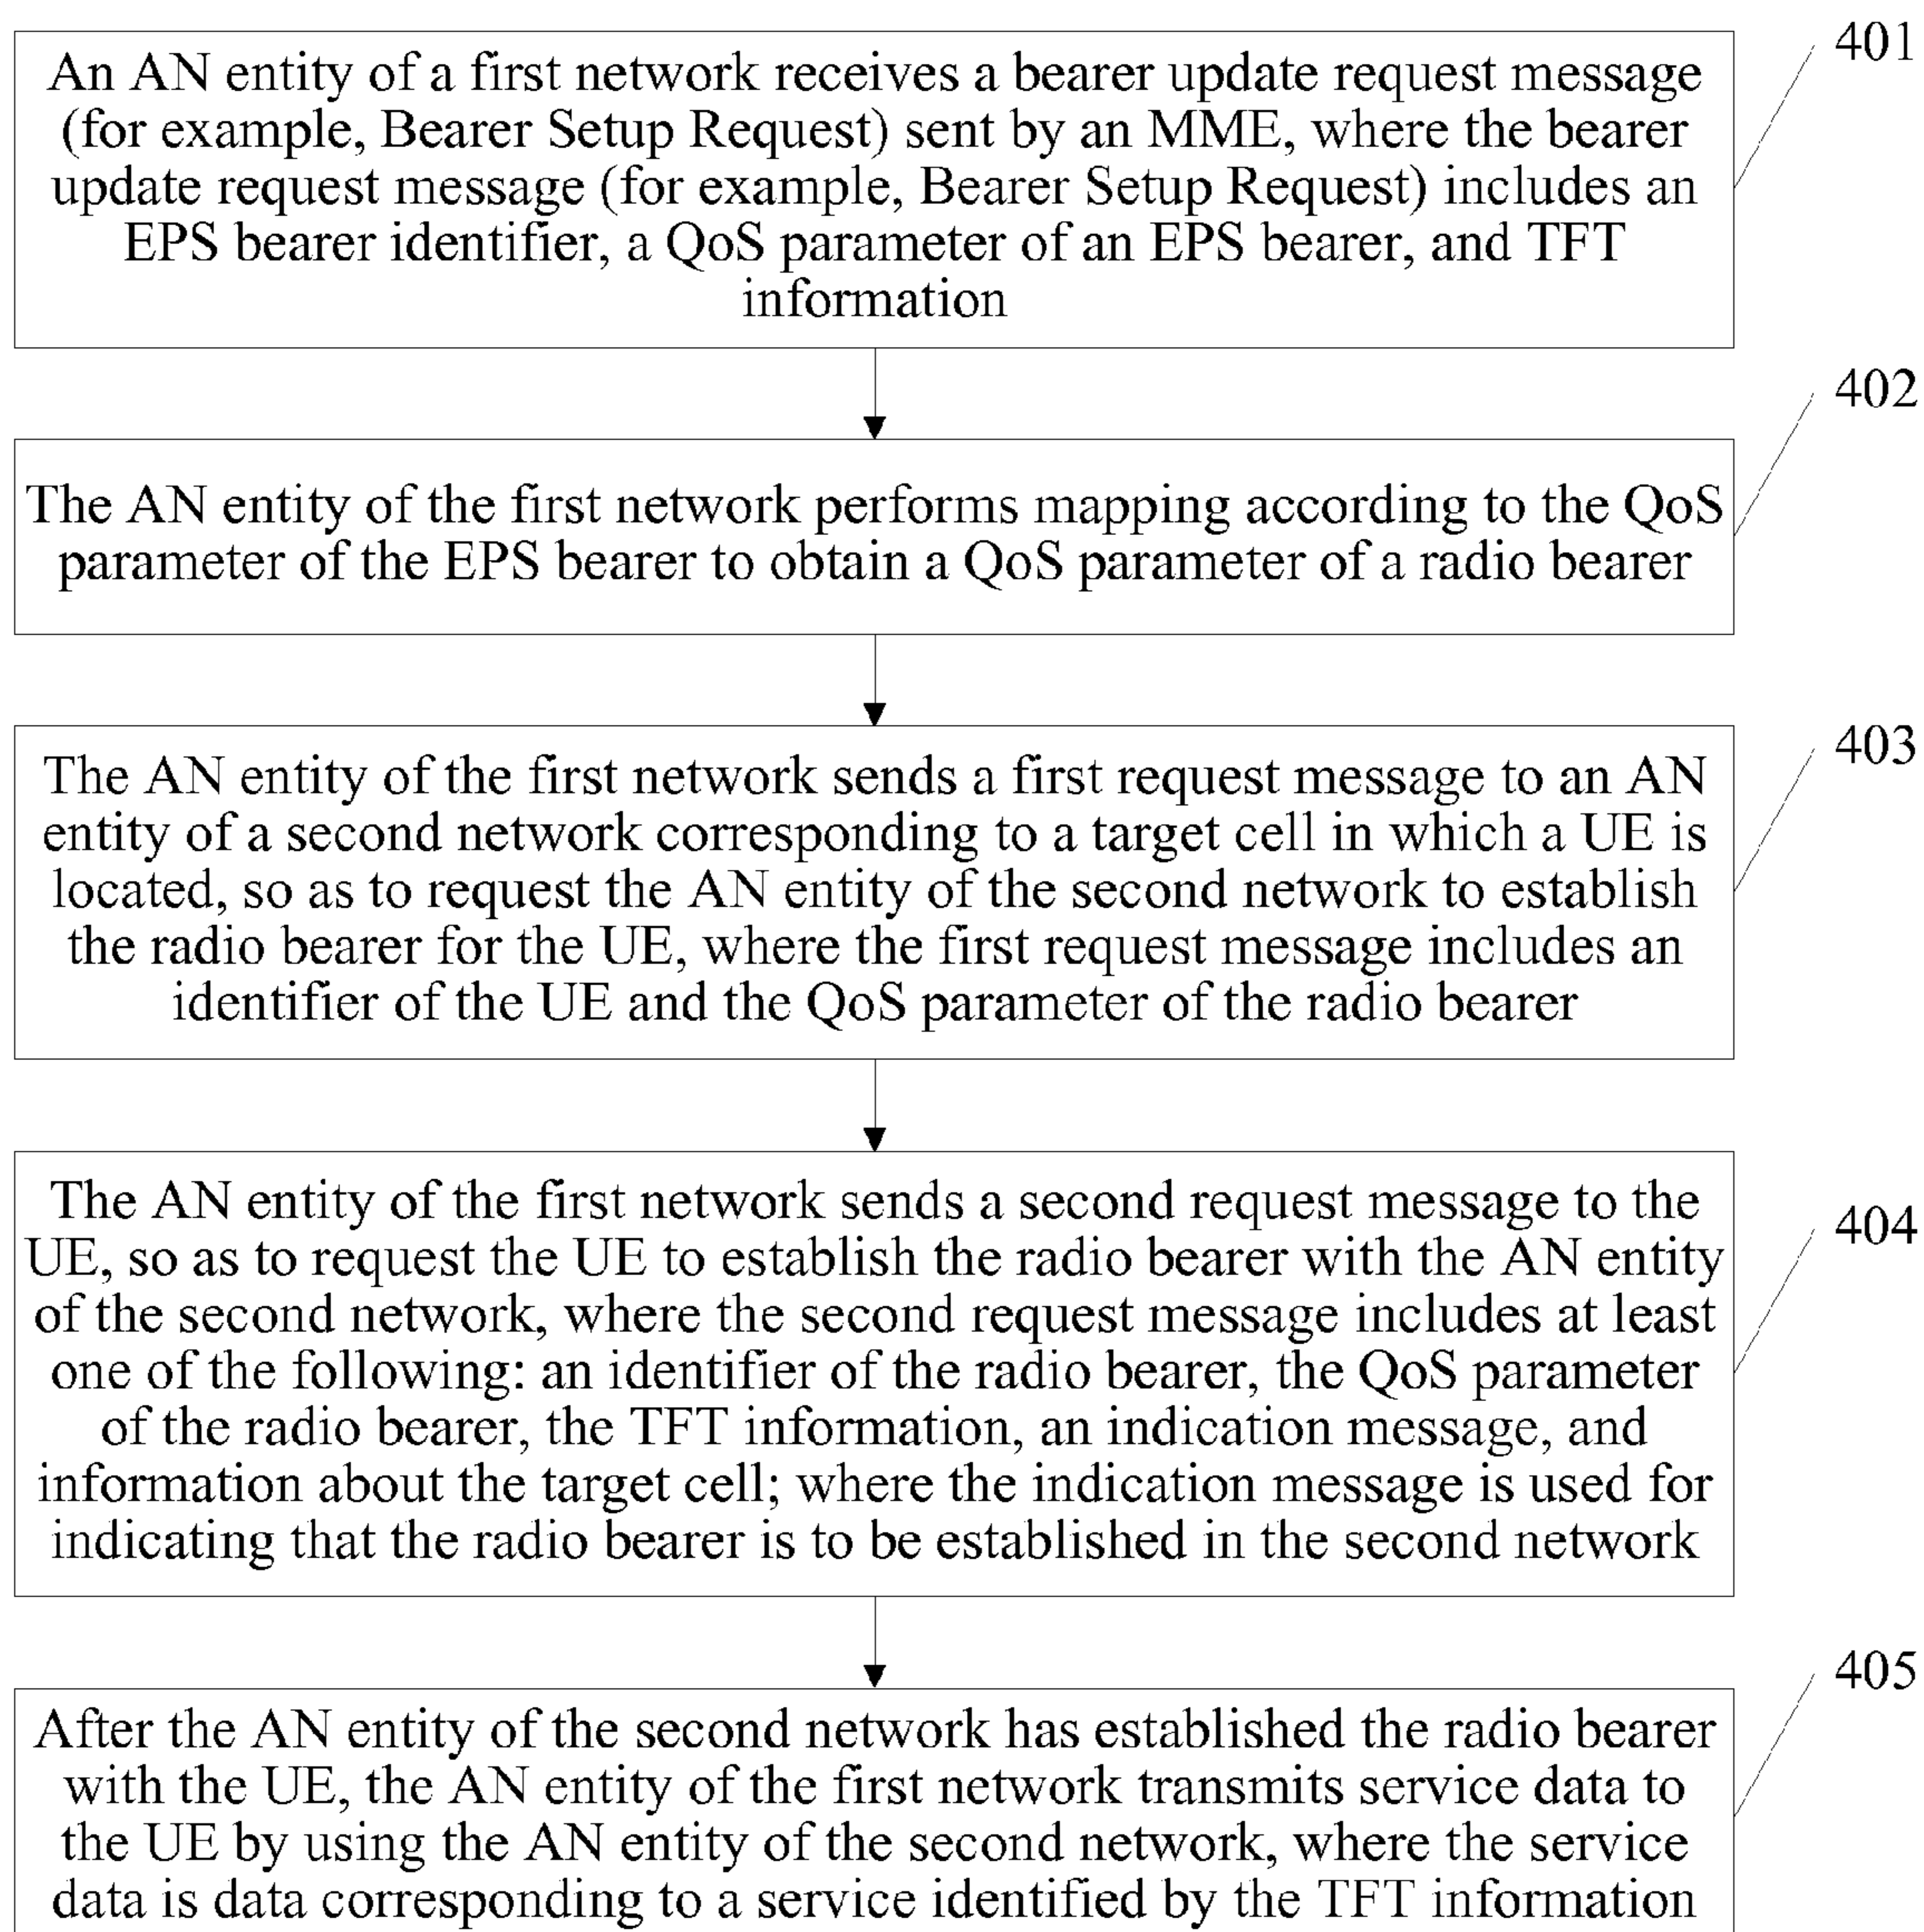 401
An AN entity of a first network receives a bearer update request message
(for example, Bearer Setup Request) sent by an MME, where the bearer
update request message (for example, Bearer Setup Request) includes an
EPS bearer identifier, a QoS parameter of an EPS bearer, and TFT
information
402
The AN entity of the first network performs mapping according to the QoS
parameter of the EPS bearer to obtain a QoS parameter of a radio bearer
403
The AN entity of the first network sends a first request message to an AN
entity of a second network corresponding to a target cell in which a UE is
located, so as to request the AN entity of the second network to establish
the radio bearer for the UE, where the first request message includes an
identifier of the UE and the QoS parameter of the radio bearer
404
The AN entity of the first network sends a second request message to the
UE, so as to request the UE to establish the radio bearer with the AN entity
of the second network, where the second request message includes at least
one of the following: an identifier of the radio bearer, the QoS parameter
of the radio bearer, the TFT information, an indication message, and
information about the target cell; where the indication message is used for
indicating that the radio bearer is to be established in the second network
405
After the AN entity of the second network has established the radio bearer
with the UE, the AN entity of the first network transmits service data to
the UE by using the AN entity of the second network, where the service
data is data corresponding to a service identified by the TFT information